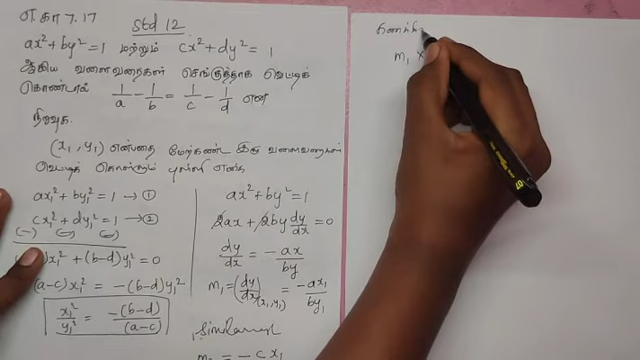 எ.கா 7.17
Std 12
ax² + by² = 1 மற்றும் cx² + dy² = 1
ஆகிய வளைவரைகள் செங்குத்தாக வெட்டிக்
கொண்டால் 1/a - 1/b = 1/c - 1/d என
நிறுவுக.
(x₁, y₁) என்பதை மேற்கண்ட இரு வளைவரைகள்
வெட்டிக் கொள்ளும் புள்ளி என்க
ax₁² + by₁² = 1 → ①
cx₁² + dy₁² = 1 → ②
(-) (-) (-)
)x₁² + (b-d)y₁² = 0
(a-c)x₁² = -(b-d)y₁²
x₁²/y₁² = -(b-d)/(a-c)
ax² + by² = 1
2ax + 2by dy/dx = 0
dy/dx = -ax/by
m₁ = (dy/dx)(x₁,y₁) = -ax₁/by₁
m₂ = -cx₁
m₁ x